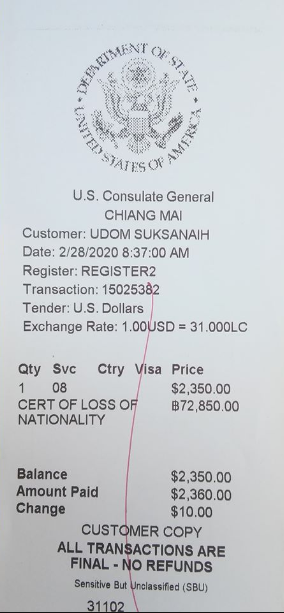 DEPARTMENT OF STATE
UNITED STATES OF AMERICA
U.S. Consulate General
CHIANG MAI
Customer: UDOM SUKSANAIH
Date: 2/28/2020 8:37:00 AM
Register: REGISTER2
Transaction: 15025382
Tender: U.S. Dollars
Exchange Rate: 1.00USD = 31.000LC
Qty Svc Ctry Visa Price
1 08 $2,350.00
CERT OF LOSS OF ฿72,850.00
NATIONALITY
Balance $2,350.00
Amount Paid $2,360.00
Change $10.00
CUSTOMER COPY
ALL TRANSACTIONS ARE
FINAL - NO REFUNDS
Sensitive But Unclassified (SBU)
31102